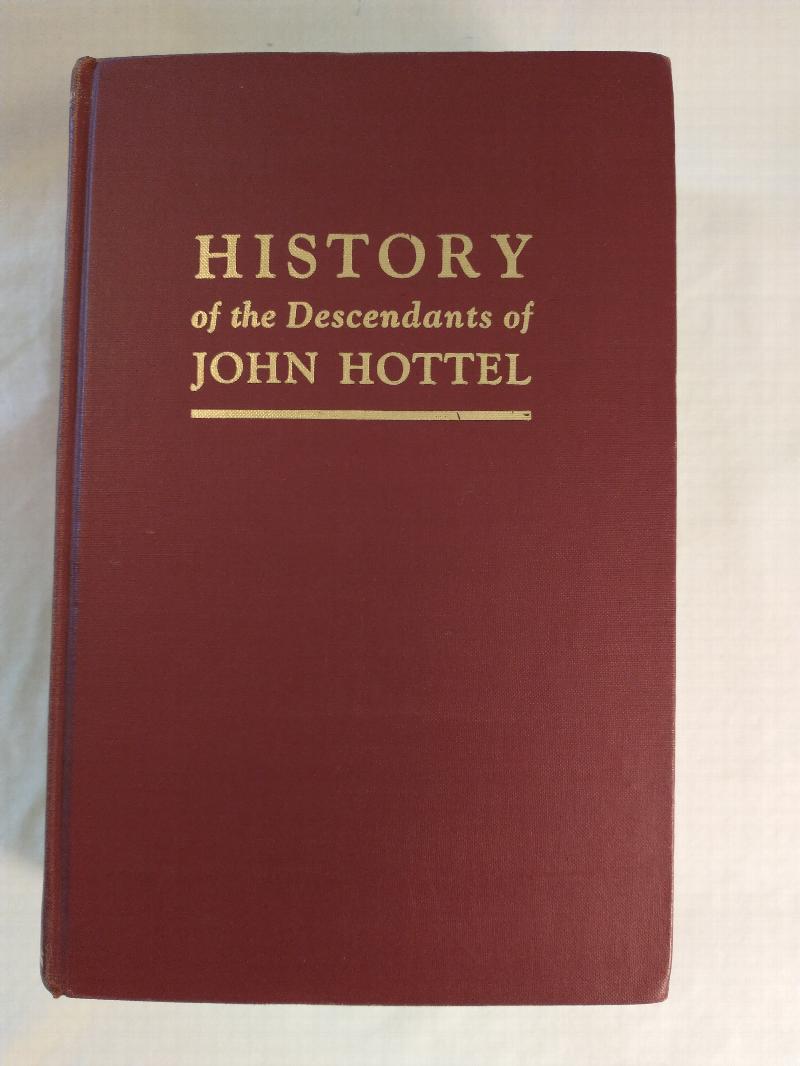 HISTORY
of the Descendants of
JOHN HOTTEL